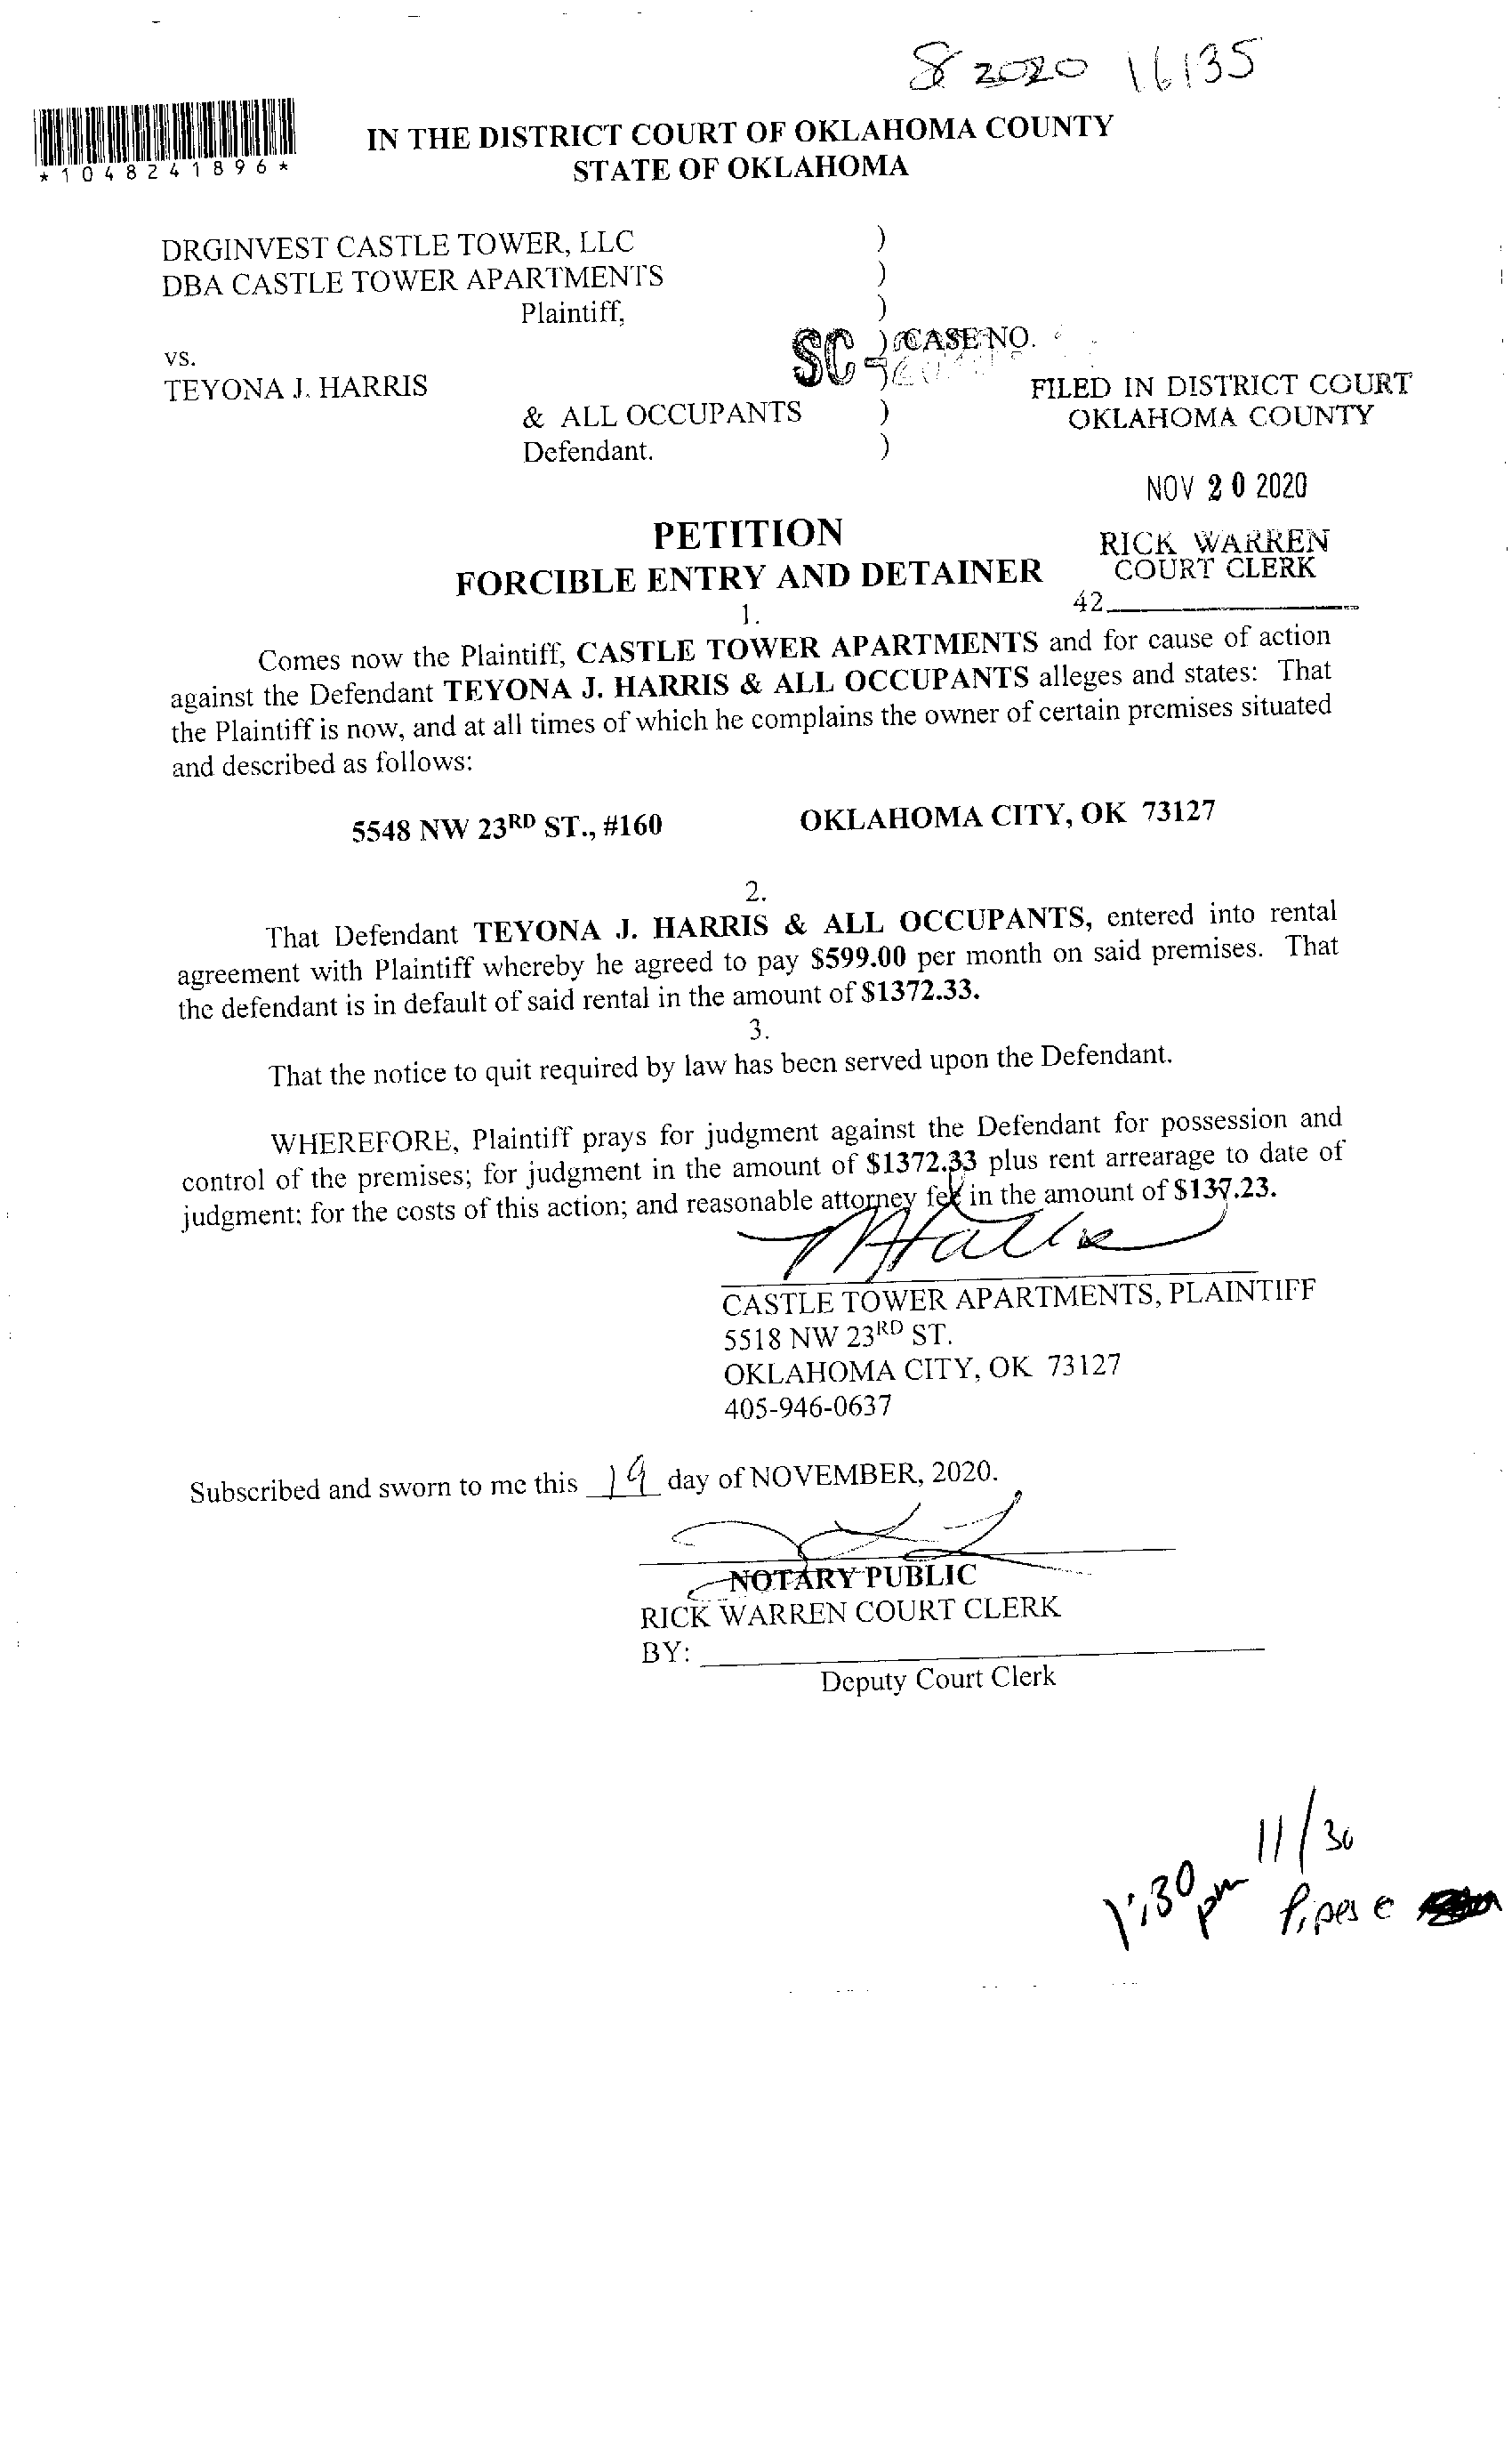 2020 16135
*1048241896*
IN THE DISTRICT COURT OF OKLAHOMA COUNTY
STATE OF OKLAHOMA
DRGINVEST CASTLE TOWER, LLC )
DBA CASTLE TOWER APARTMENTS )
Plaintiff, )
SC ) CASE NO.
vs.
TEYONA J. HARRIS )
FILED IN DISTRICT COURT
& ALL OCCUPANTS )
OKLAHOMA COUNTY
Defendant. )
NOV 20 2020
PETITION
RICK WARREN
FORCIBLE ENTRY AND DETAINER
COURT CLERK
42
1.
Comes now the Plaintiff, CASTLE TOWER APARTMENTS and for cause of action
against the Defendant TEYONA J. HARRIS & ALL OCCUPANTS alleges and states: That
the Plaintiff is now, and at all times of which he complains the owner of certain premises situated
and described as follows:
5548 NW 23RD ST., #160 OKLAHOMA CITY, OK 73127
2.
That Defendant TEYONA J. HARRIS & ALL OCCUPANTS, entered into rental
agreement with Plaintiff whereby he agreed to pay $599.00 per month on said premises. That
the defendant is in default of said rental in the amount of $1372.33.
3.
That the notice to quit required by law has been served upon the Defendant.
WHEREFORE, Plaintiff prays for judgment against the Defendant for possession and
control of the premises; for judgment in the amount of $1372.33 plus rent arrearage to date of
judgment; for the costs of this action; and reasonable attorney fee in the amount of $137.23.
CASTLE TOWER APARTMENTS, PLAINTIFF
5518 NW 23RD ST.
OKLAHOMA CITY, OK 73127
405-946-0637
Subscribed and sworn to me this 19 day of NOVEMBER, 2020.
NOTARY PUBLIC
RICK WARREN COURT CLERK
BY:
Deputy Court Clerk
11/30
1:30 pm
Pipes